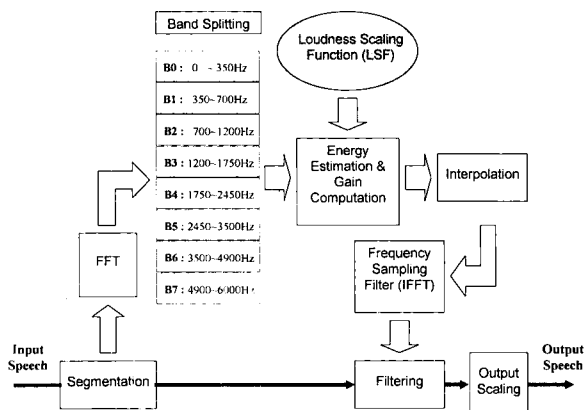 Band Splitting
Loudness Scaling
Function (LSF)
B0 : 0 ~ 350Hz
B1 : 350~700Hz
B2 : 700~1200Hz
B3 : 1200~1750Hz
B4 : 1750~2450Hz
B5 : 2450~3500Hz
B6 : 3500~4900Hz
B7 : 4900~6000Hz
Energy
Estimation &
Gain
Computation
Interpolation
FFT
Frequency
Sampling
Filter (IFFT)
Input
Speech
Segmentation
Filtering
Output
Scaling
Output
Speech